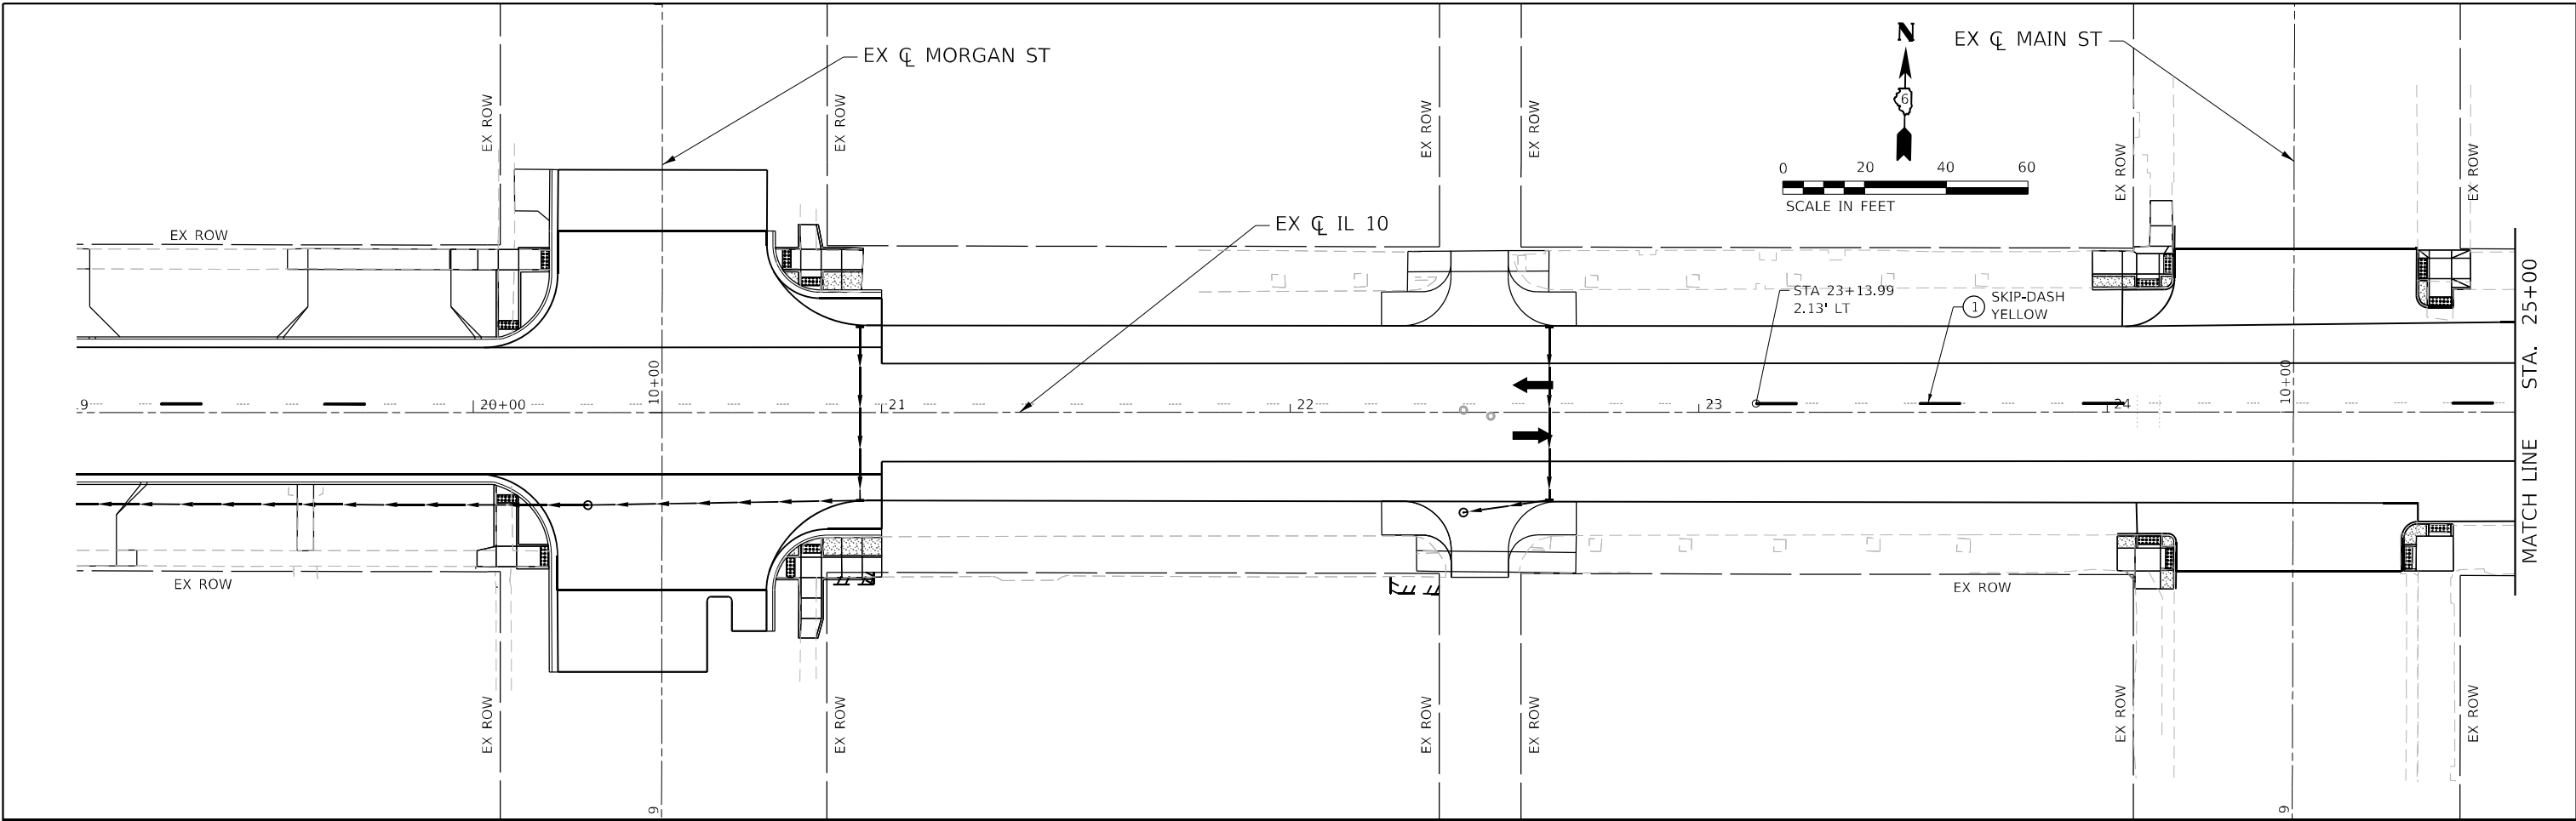 EX ℄ MORGAN ST
N
EX ℄ MAIN ST
6
EX ROW
EX ROW
EX ROW
EX ROW
EX ROW
EX ROW
0 20 40 60
SCALE IN FEET
EX ROW
EX ℄ IL 10
STA 23+13.99
2.13' LT
1 SKIP-DASH
YELLOW
10+00
10+00
.9 20+00 21 22 23 24
MATCH LINE STA. 25+00
EX ROW
EX ROW
EX ROW
EX ROW
EX ROW
EX ROW
EX ROW
EX ROW
9
9